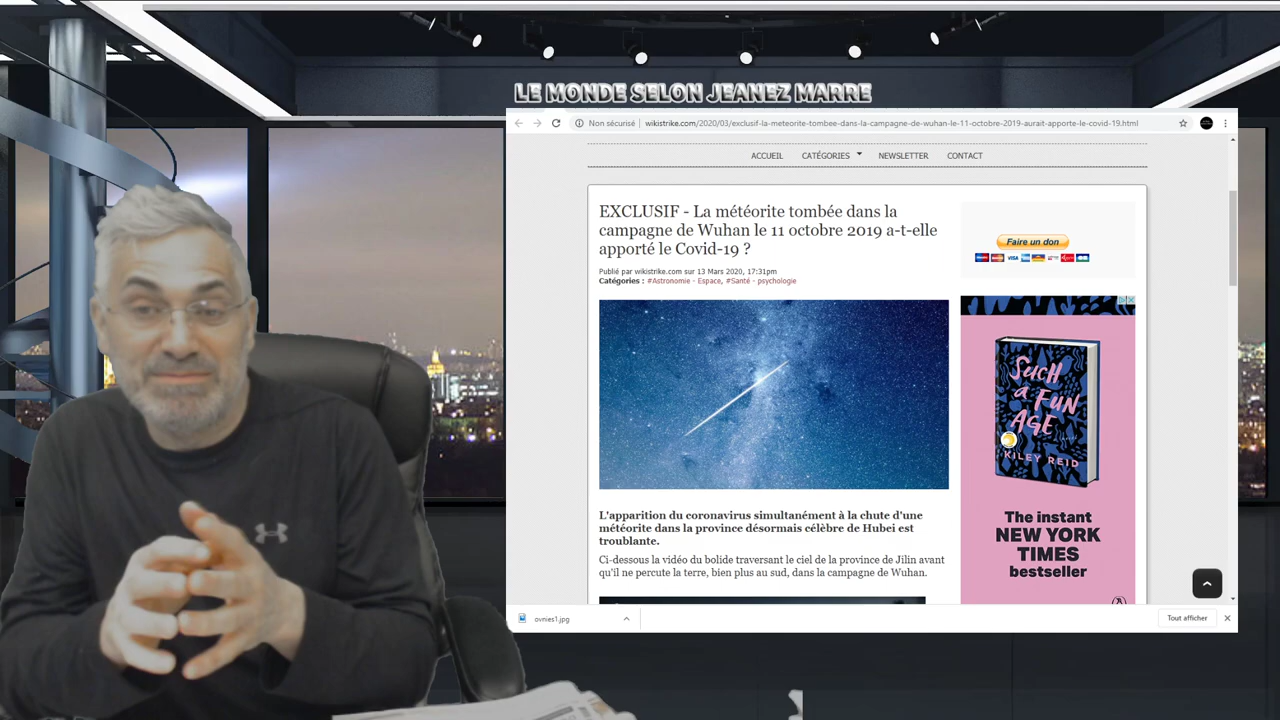 LE MONDE SELON JEANEZ MARRE
Non sécurisé
wikistrike.com/2020/03/exclusif-la-meteorite-tombee-dans-la-campagne-de-wuhan-le-11-octobre-2019-aurait-apporte-le-covid-19.html
ACCUEIL CATÉGORIES NEWSLETTER CONTACT
EXCLUSIF - La météorite tombée dans la
campagne de Wuhan le 11 octobre 2019 a-t-elle
apporté le Covid-19 ?
Publié par wikistrike.com sur 13 Mars 2020, 17:31pm
Catégories : #Astronomie - Espace, #Santé - psychologie
L'apparition du coronavirus simultanément à la chute d'une
météorite dans la province désormais célèbre de Hubei est
troublante.
Ci-dessous la vidéo du bolide traversant le ciel de la province de Jilin avant
qu'il ne percute la terre, bien plus au sud, dans la campagne de Wuhan.
Faire un don
VISA
SUCH
a FUN
AGE
KILEY REID
The instant
NEW YORK
TIMES
bestseller
ovnies1.jpg
Tout afficher